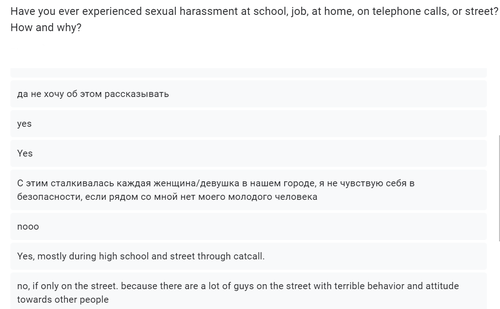 Have you ever experienced sexual harassment at school, job, at home, on telephone calls, or street?
How and why?
да не хочу об этом рассказывать
yes
Yes
С этим сталкивалась каждая женщина/девушка в нашем городе, я не чувствую себя в
безопасности, если рядом со мной нет моего молодого человека
nooo
Yes, mostly during high school and street through catcall.
no, if only on the street. because there are a lot of guys on the street with terrible behavior and attitude
towards other people